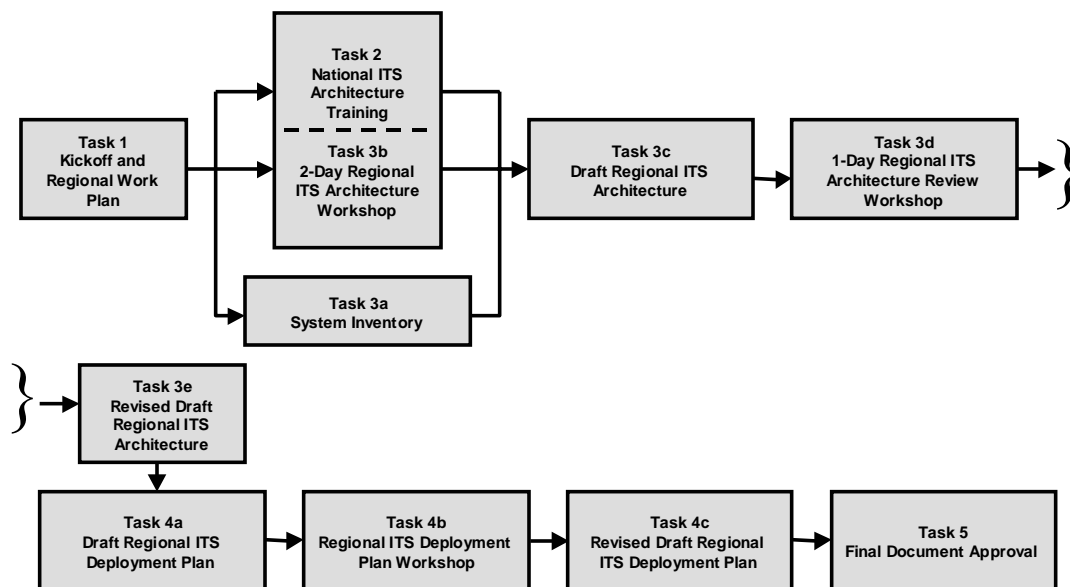 Task 1
Kickoff and
Regional Work
Plan
Task 2
National ITS
Architecture
Training
Task 3b
2-Day Regional
ITS Architecture
Workshop
Task 3a
System Inventory
Task 3c
Draft Regional ITS
Architecture
Task 3d
1-Day Regional ITS
Architecture Review
Workshop
}
}
Task 3e
Revised Draft
Regional ITS
Architecture
Task 4a
Draft Regional ITS
Deployment Plan
Task 4b
Regional ITS Deployment
Plan Workshop
Task 4c
Revised Draft Regional
ITS Deployment Plan
Task 5
Final Document Approval